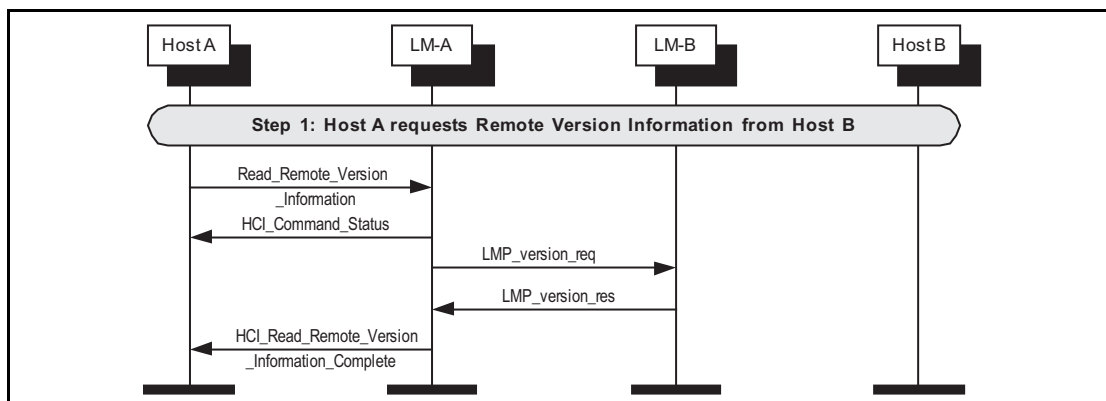 Host A
LM-A
LM-B
Host B
Step 1: Host A requests Remote Version Information from Host B
Read_Remote_Version
_Information
HCI_Command_Status
LMP_version_req
LMP_version_res
HCI_Read_Remote_Version
_Information_Complete